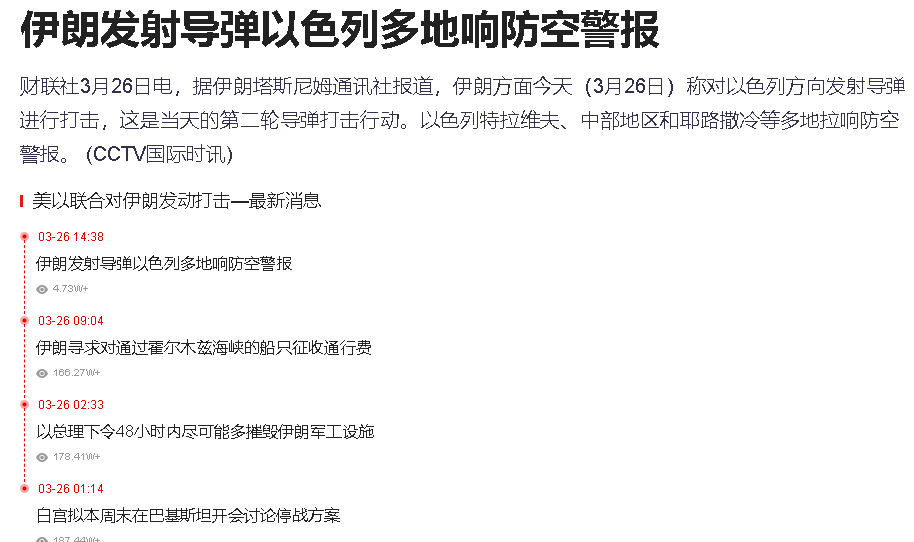 伊朗发射导弹以色列多地响防空警报
财联社3月26日电，据伊朗塔斯尼姆通讯社报道，伊朗方面今天（3月26日）称对以色列方向发射导弹
进行打击，这是当天的第二轮导弹打击行动。以色列特拉维夫、中部地区和耶路撒冷等多地拉响防空
警报。 (CCTV国际时讯)
美以联合对伊朗发动打击—最新消息
03-26 14:38
伊朗发射导弹以色列多地响防空警报
4.73W+
03-26 09:04
伊朗寻求对通过霍尔木兹海峡的船只征收通行费
166.27W+
03-26 02:33
以总理下令48小时内尽可能多摧毁伊朗军工设施
178.41W+
03-26 01:14
白宫拟本周末在巴基斯坦开会讨论停战方案
187.44W+